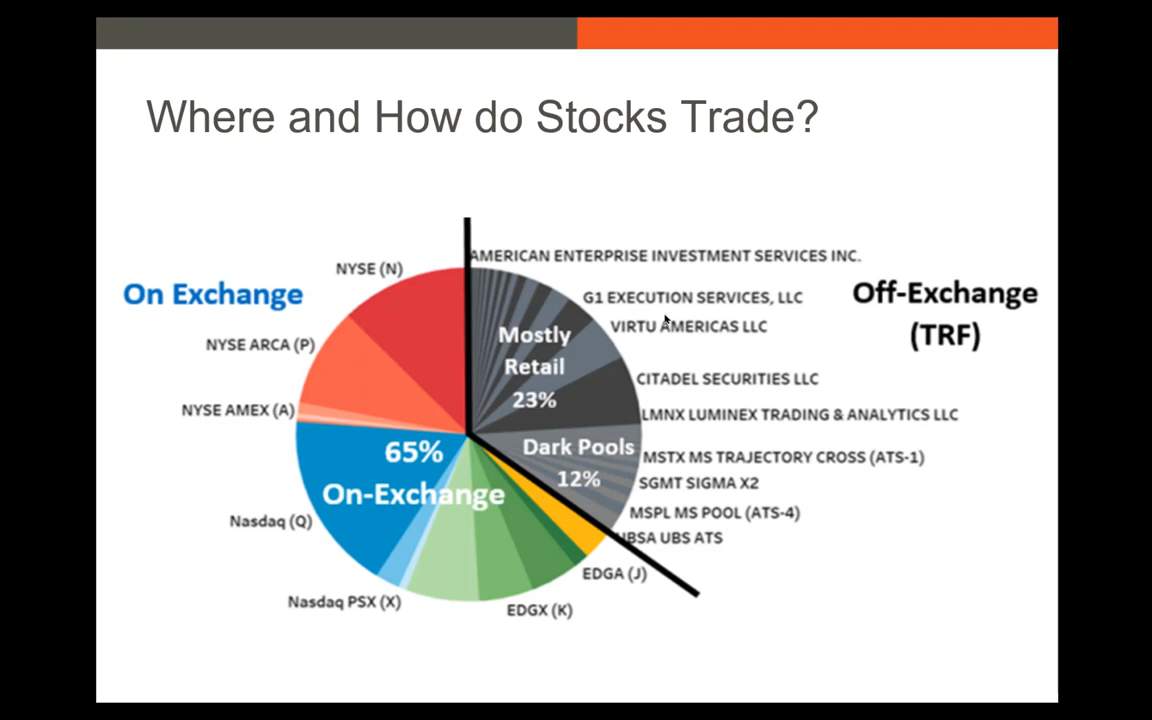 Where and How do Stocks Trade?
AMERICAN ENTERPRISE INVESTMENT SERVICES INC.
NYSE (N)
On Exchange
G1 EXECUTION SERVICES, LLC
Off-Exchange
(TRF)
VIRTU AMERICAS LLC
Mostly
Retail
23%
NYSE ARCA (P)
CITADEL SECURITIES LLC
NYSE AMEX (A)
LMNX LUMINEX TRADING & ANALYTICS LLC
65%
On-Exchange
Dark Pools
12%
MSTX MS TRAJECTORY CROSS (ATS-1)
SGMT SIGMA X2
MSPL MS POOL (ATS-4)
Nasdaq (Q)
UBSA UBS ATS
EDGA (J)
Nasdaq PSX (X)
EDGX (K)